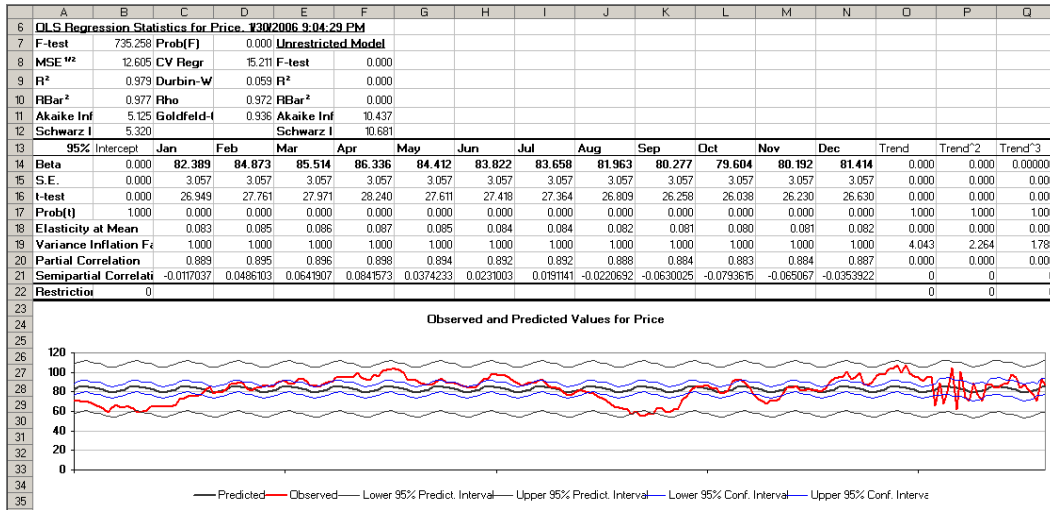 A B C D E F G H I J K L M N O P Q
6 OLS Regression Statistics for Price, 1/30/2006 9:04:29 PM
7 F-test 735.258 Prob(F) 0.000 Unrestricted Model
8 MSE^1/2 12.605 CV Regr 15.211 F-test 0.000
9 R² 0.979 Durbin-W 0.059 R² 0.000
10 RBar² 0.977 Rho 0.972 RBar² 0.000
11 Akaike Inf 5.125 Goldfeld-( 0.936 Akaike Inf 10.437
12 Schwarz I 5.320 Schwarz I 10.681
13 95% Intercept Jan Feb Mar Apr May Jun Jul Aug Sep Oct Nov Dec Trend Trend^2 Trend^3
14 Beta 0.000 82.389 84.873 85.514 86.336 84.412 83.822 83.658 81.963 80.277 79.604 80.192 81.414 0.000 0.000 0.00000
15 S.E. 0.000 3.057 3.057 3.057 3.057 3.057 3.057 3.057 3.057 3.057 3.057 3.057 3.057 0.000 0.000 0.00
16 t-test 0.000 26.949 27.761 27.971 28.240 27.611 27.418 27.364 26.809 26.258 26.038 26.230 26.630 0.000 0.000 0.00
17 Prob(t) 1.000 0.000 0.000 0.000 0.000 0.000 0.000 0.000 0.000 0.000 0.000 0.000 0.000 1.000 1.000 1.00
18 Elasticity at Mean 0.083 0.085 0.086 0.087 0.085 0.084 0.084 0.082 0.081 0.080 0.081 0.082 0.000 0.000 0.00
19 Variance Inflation Fa 1.000 1.000 1.000 1.000 1.000 1.000 1.000 1.000 1.000 1.000 1.000 1.000 4.043 2.264 1.78
20 Partial Correlation 0.889 0.895 0.896 0.898 0.894 0.892 0.892 0.888 0.884 0.883 0.884 0.887 0.000 0.000 0.00
21 Semipartial Correlati -0.0117037 0.0486103 0.0641907 0.0841573 0.0374233 0.0231003 0.0191141 -0.0220692 -0.0630025 -0.0793615 -0.065067 -0.0353922 0 0
22 Restriction 0 0 0
23
24 Observed and Predicted Values for Price
25
26 120
27 100
28 80
29 60
30
31 40
32 20
33 0
34
35 Predicted Observed Lower 95% Predict. Interval Upper 95% Predict. Interval Lower 95% Conf. Interval Upper 95% Conf. Interva